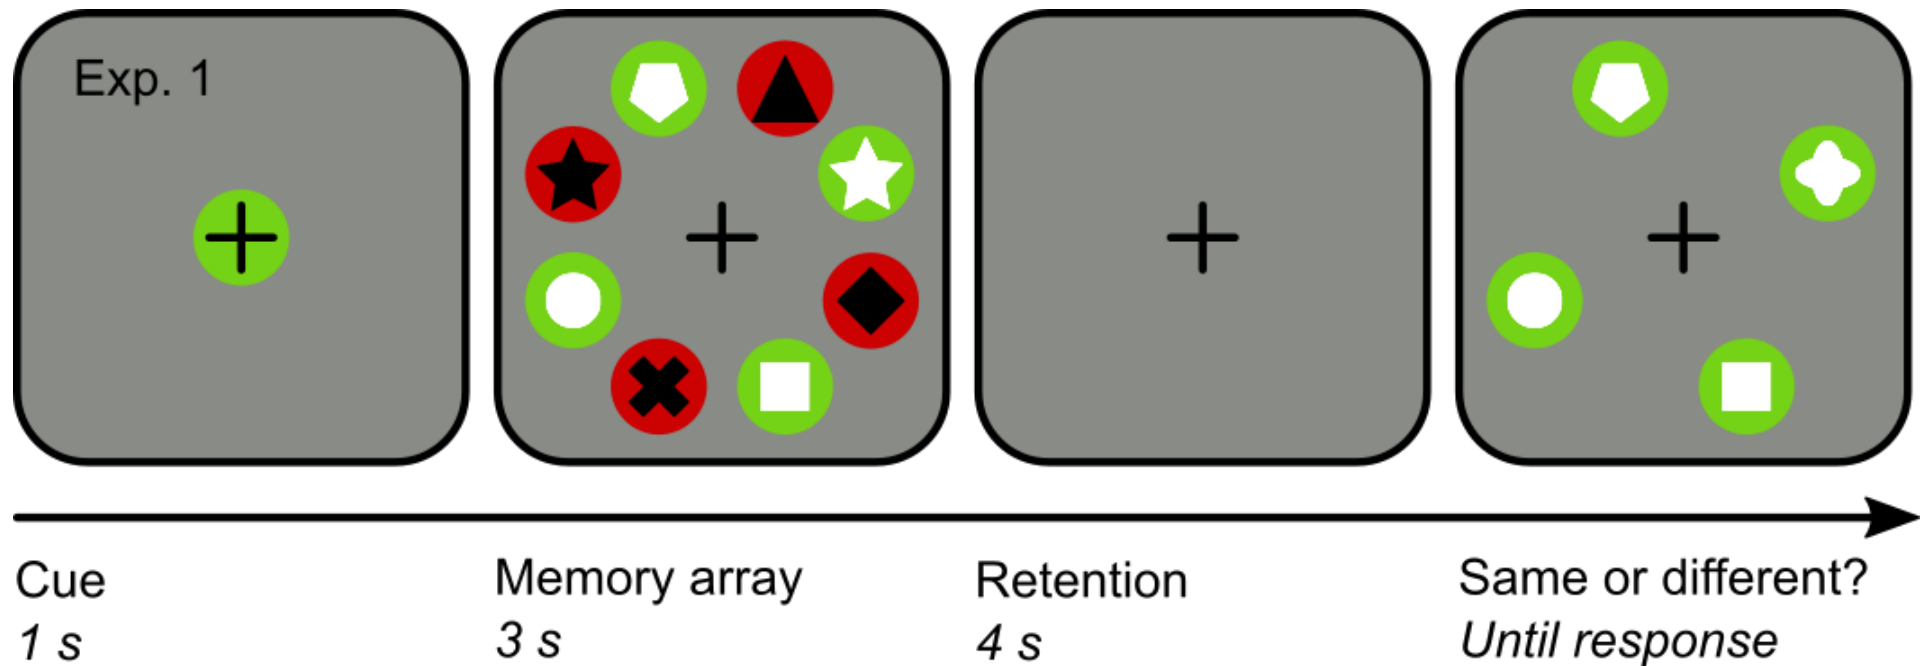 Exp. 1
Cue
1 s
Memory array
3 s
Retention
4 s
Same or different?
Until response